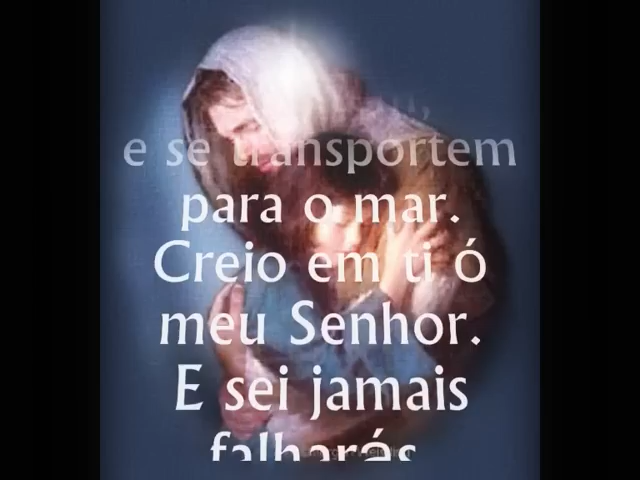 e se transportem
para o mar.
Creio em ti ó
meu Senhor.
E sei jamais
falharás